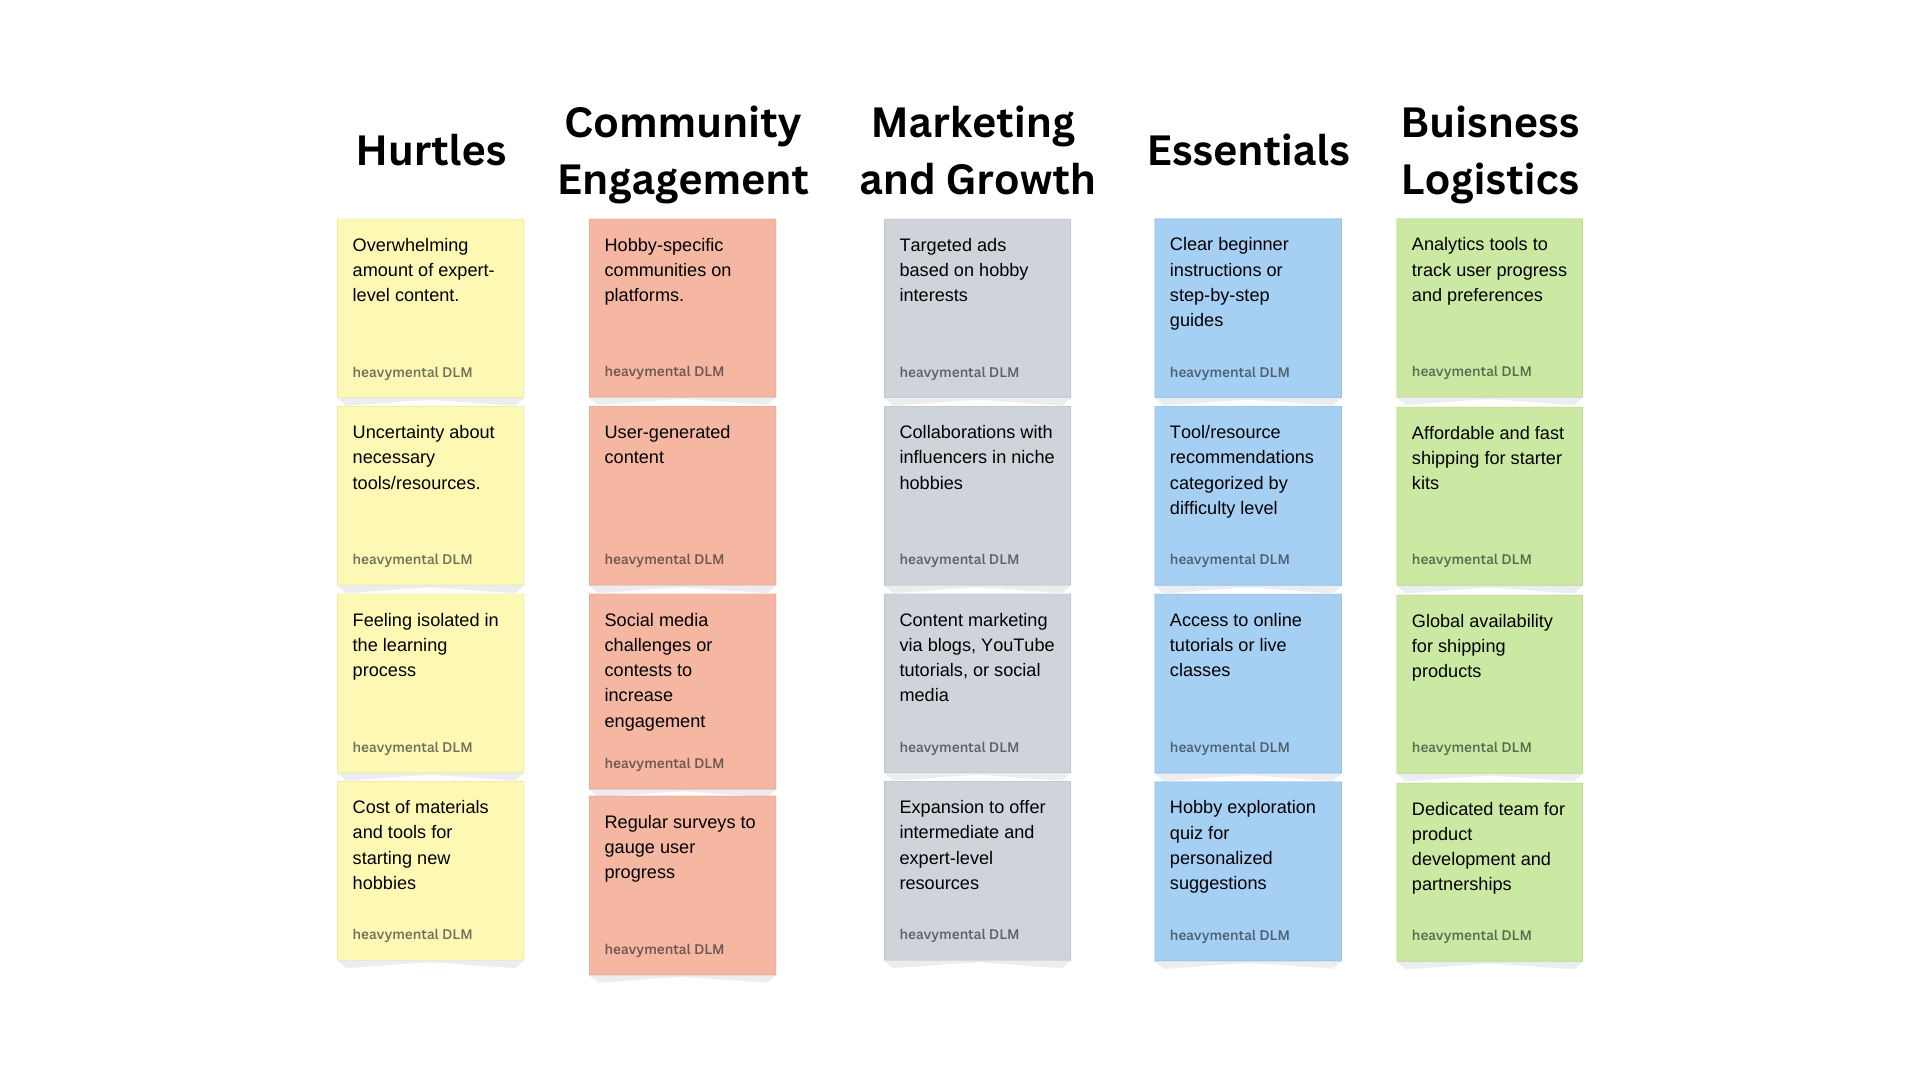 Hurtles
Overwhelming
amount of expert-
level content.
heavymental DLM
Uncertainty about
necessary
tools/resources.
heavymental DLM
Feeling isolated in
the learning
process
heavymental DLM
Cost of materials
and tools for
starting new
hobbies
heavymental DLM
Community
Engagement
Hobby-specific
communities on
platforms.
heavymental DLM
User-generated
content
heavymental DLM
Social media
challenges or
contests to
increase
engagement
heavymental DLM
Regular surveys to
gauge user
progress
heavymental DLM
Marketing
and Growth
Targeted ads
based on hobby
interests
heavymental DLM
Collaborations with
influencers in niche
hobbies
heavymental DLM
Content marketing
via blogs, YouTube
tutorials, or social
media
heavymental DLM
Expansion to offer
intermediate and
expert-level
resources
heavymental DLM
Essentials
Clear beginner
instructions or
step-by-step
guides
heavymental DLM
Tool/resource
recommendations
categorized by
difficulty level
heavymental DLM
Access to online
tutorials or live
classes
heavymental DLM
Hobby exploration
quiz for
personalized
suggestions
heavymental DLM
Buisness
Logistics
Analytics tools to
track user progress
and preferences
heavymental DLM
Affordable and fast
shipping for starter
kits
heavymental DLM
Global availability
for shipping
products
heavymental DLM
Dedicated team for
product
development and
partnerships
heavymental DLM